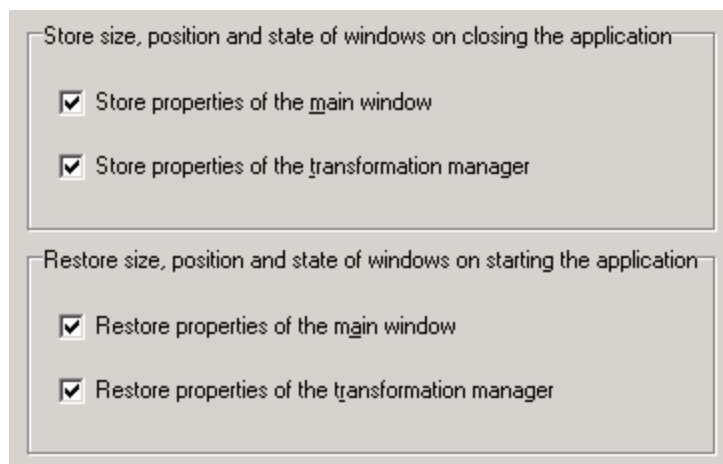 Store size, position and state of windows on closing the application
Store properties of the main window
Store properties of the transformation manager
Restore size, position and state of windows on starting the application
Restore properties of the main window
Restore properties of the transformation manager